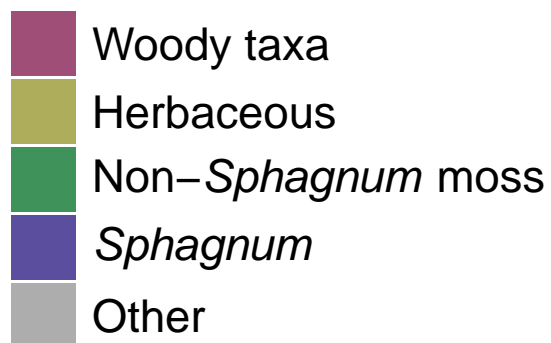 Woody taxa
Herbaceous
Non−Sphagnum moss
Sphagnum
Other